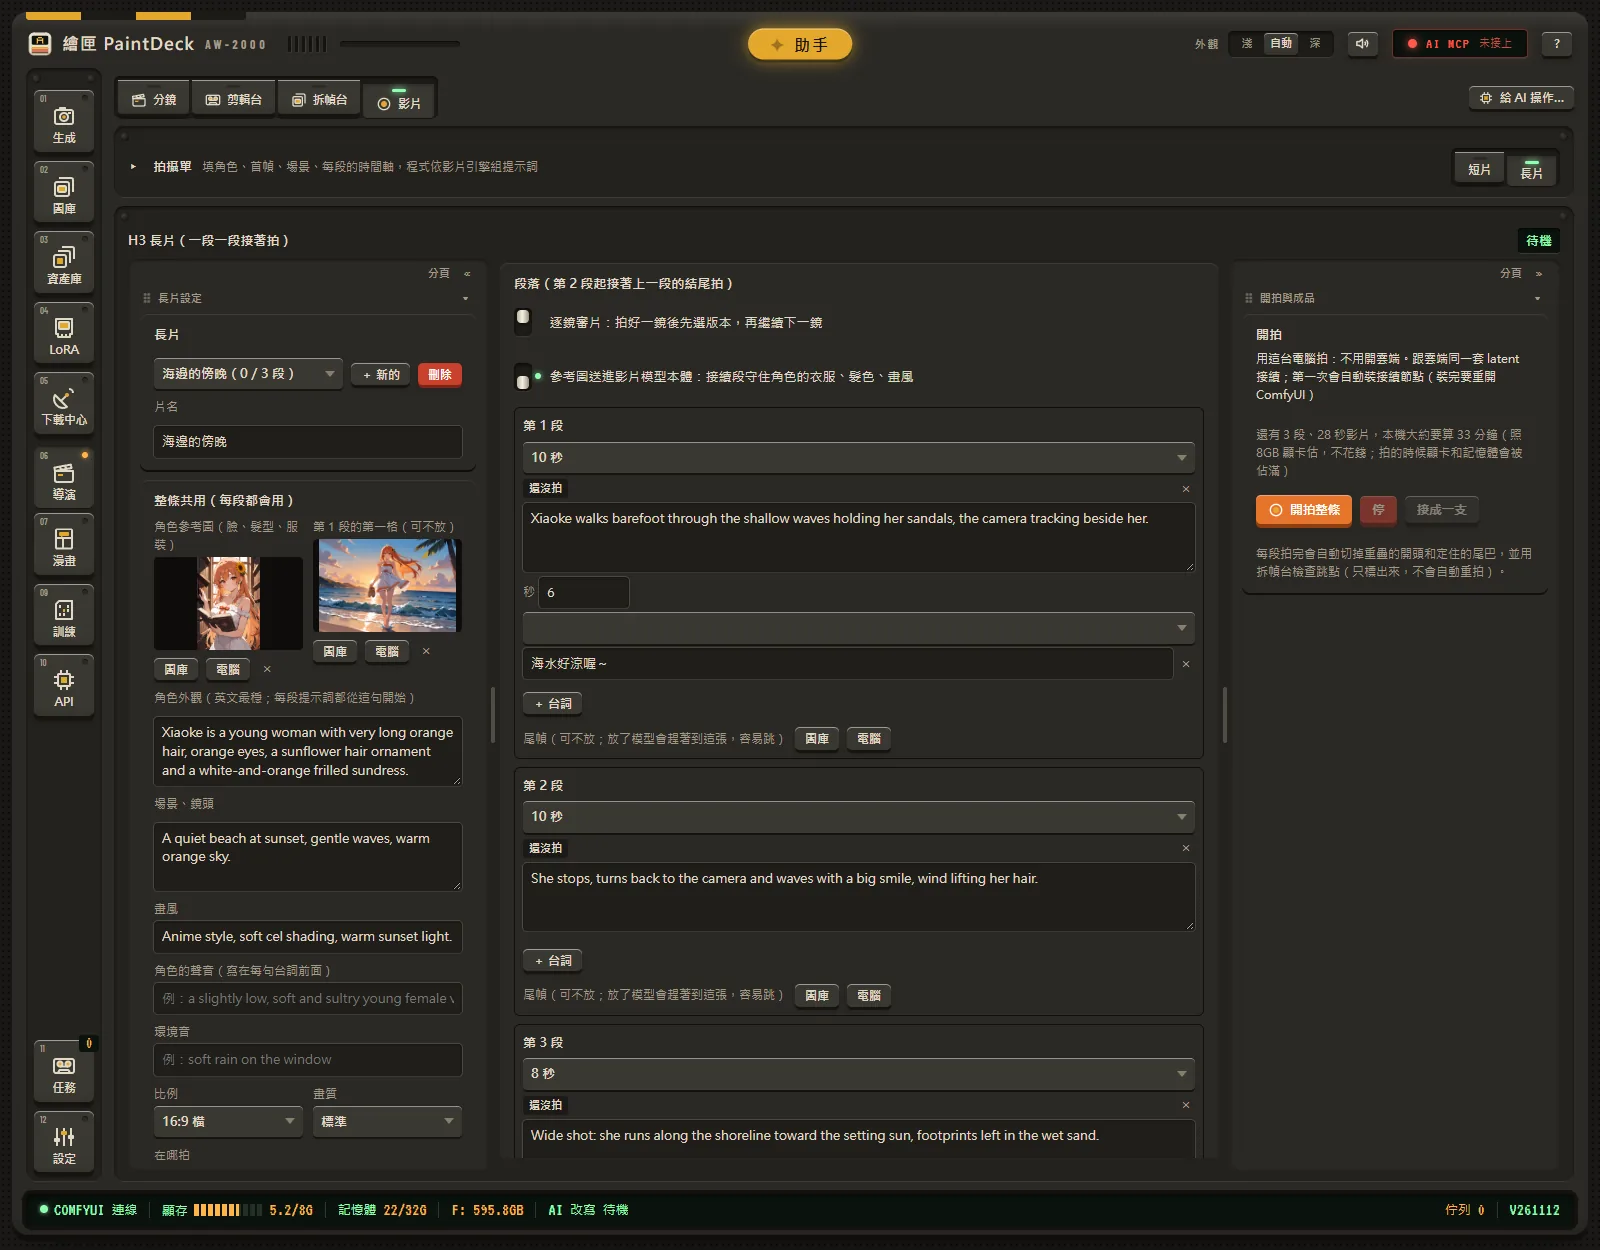 繪匣 PaintDeck AW-2000
助手
外觀 淺 自動 深
AI MCP 未接上
?
分鏡
剪輯台
拆幀台
影片
給 AI 操作...
01 生成
02 圖庫
03 資產庫
04 LoRA
05 下載中心
06 導演
07 漫畫
09 訓練
10 API
11 任務 0
12 設定
拍攝單 填角色、首幀、場景、每段的時間軸，程式依影片引擎組提示詞
短片 長片
H3 長片（一段一段接著拍）
待機
分頁 «
長片設定
長片
海邊的傍晚（0 / 3 段）
+ 新的
刪除
片名
海邊的傍晚
整條共用（每段都會用）
角色參考圖（臉、髮型、服裝）
圖庫 電腦 ×
第 1 段的第一格（可不放）
圖庫 電腦 ×
角色外觀（英文最穩；每段提示詞都從這句開始）
Xiaoke is a young woman with very long orange
hair, orange eyes, a sunflower hair ornament
and a white-and-orange frilled sundress.
場景、鏡頭
A quiet beach at sunset, gentle waves, warm
orange sky.
畫風
Anime style, soft cel shading, warm sunset light.
角色的聲音（寫在每句台詞前面）
例：a slightly low, soft and sultry young female v
環境音
例：soft rain on the window
比例 畫質
16:9 橫 標準
在哪拍
段落（第 2 段起接著上一段的結尾拍）
逐鏡審片：拍好一鏡後先選版本，再繼續下一鏡
參考圖送進影片模型本體：接續段守住角色的衣服、髮色、畫風
第 1 段
10 秒
還沒拍 ×
Xiaoke walks barefoot through the shallow waves holding her sandals, the camera tracking beside her.
秒 6
海水好涼喔～ ×
+ 台詞
尾幀（可不放；放了模型會趕著到這張，容易跳） 圖庫 電腦
第 2 段
10 秒
還沒拍 ×
She stops, turns back to the camera and waves with a big smile, wind lifting her hair.
+ 台詞
尾幀（可不放；放了模型會趕著到這張，容易跳） 圖庫 電腦
第 3 段
8 秒
還沒拍 ×
Wide shot: she runs along the shoreline toward the setting sun, footprints left in the wet sand.
分頁 »
開拍與成品
開拍
用這台電腦拍：不用開雲端。跟雲端同一套 latent
接續；第一次會自動裝接續節點（裝完要重開
ComfyUI）
還有 3 段、28 秒影片，本機大約要算 33 分鐘（照
8GB 顯卡估，不花錢；拍的時候顯卡和記憶體會被
佔滿）
開拍整條 停 接成一支
每段拍完會自動切掉重疊的開頭和定住的尾巴，並用
拆幀台檢查跳點（只標出來，不會自動重拍）。
COMFYUI 連線 顯存 5.2/8G 記憶體 22/32G F: 595.8GB AI 改寫 待機
佇列 0 V261112